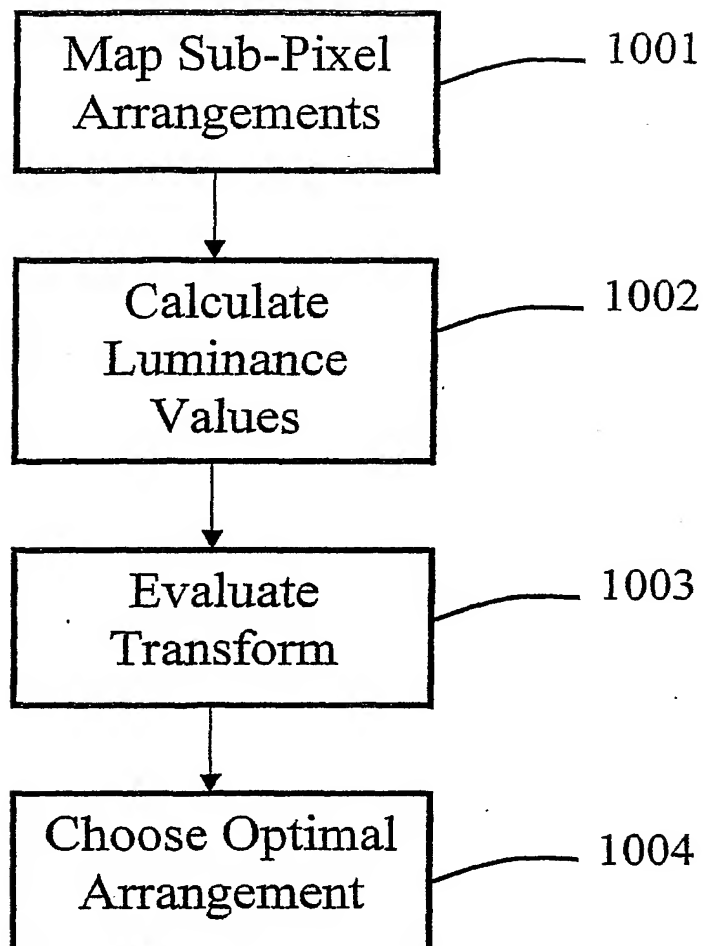 Map Sub-Pixel
Arrangements
1001
Calculate
Luminance
Values
1002
Evaluate
Transform
1003
Choose Optimal
Arrangement
1004